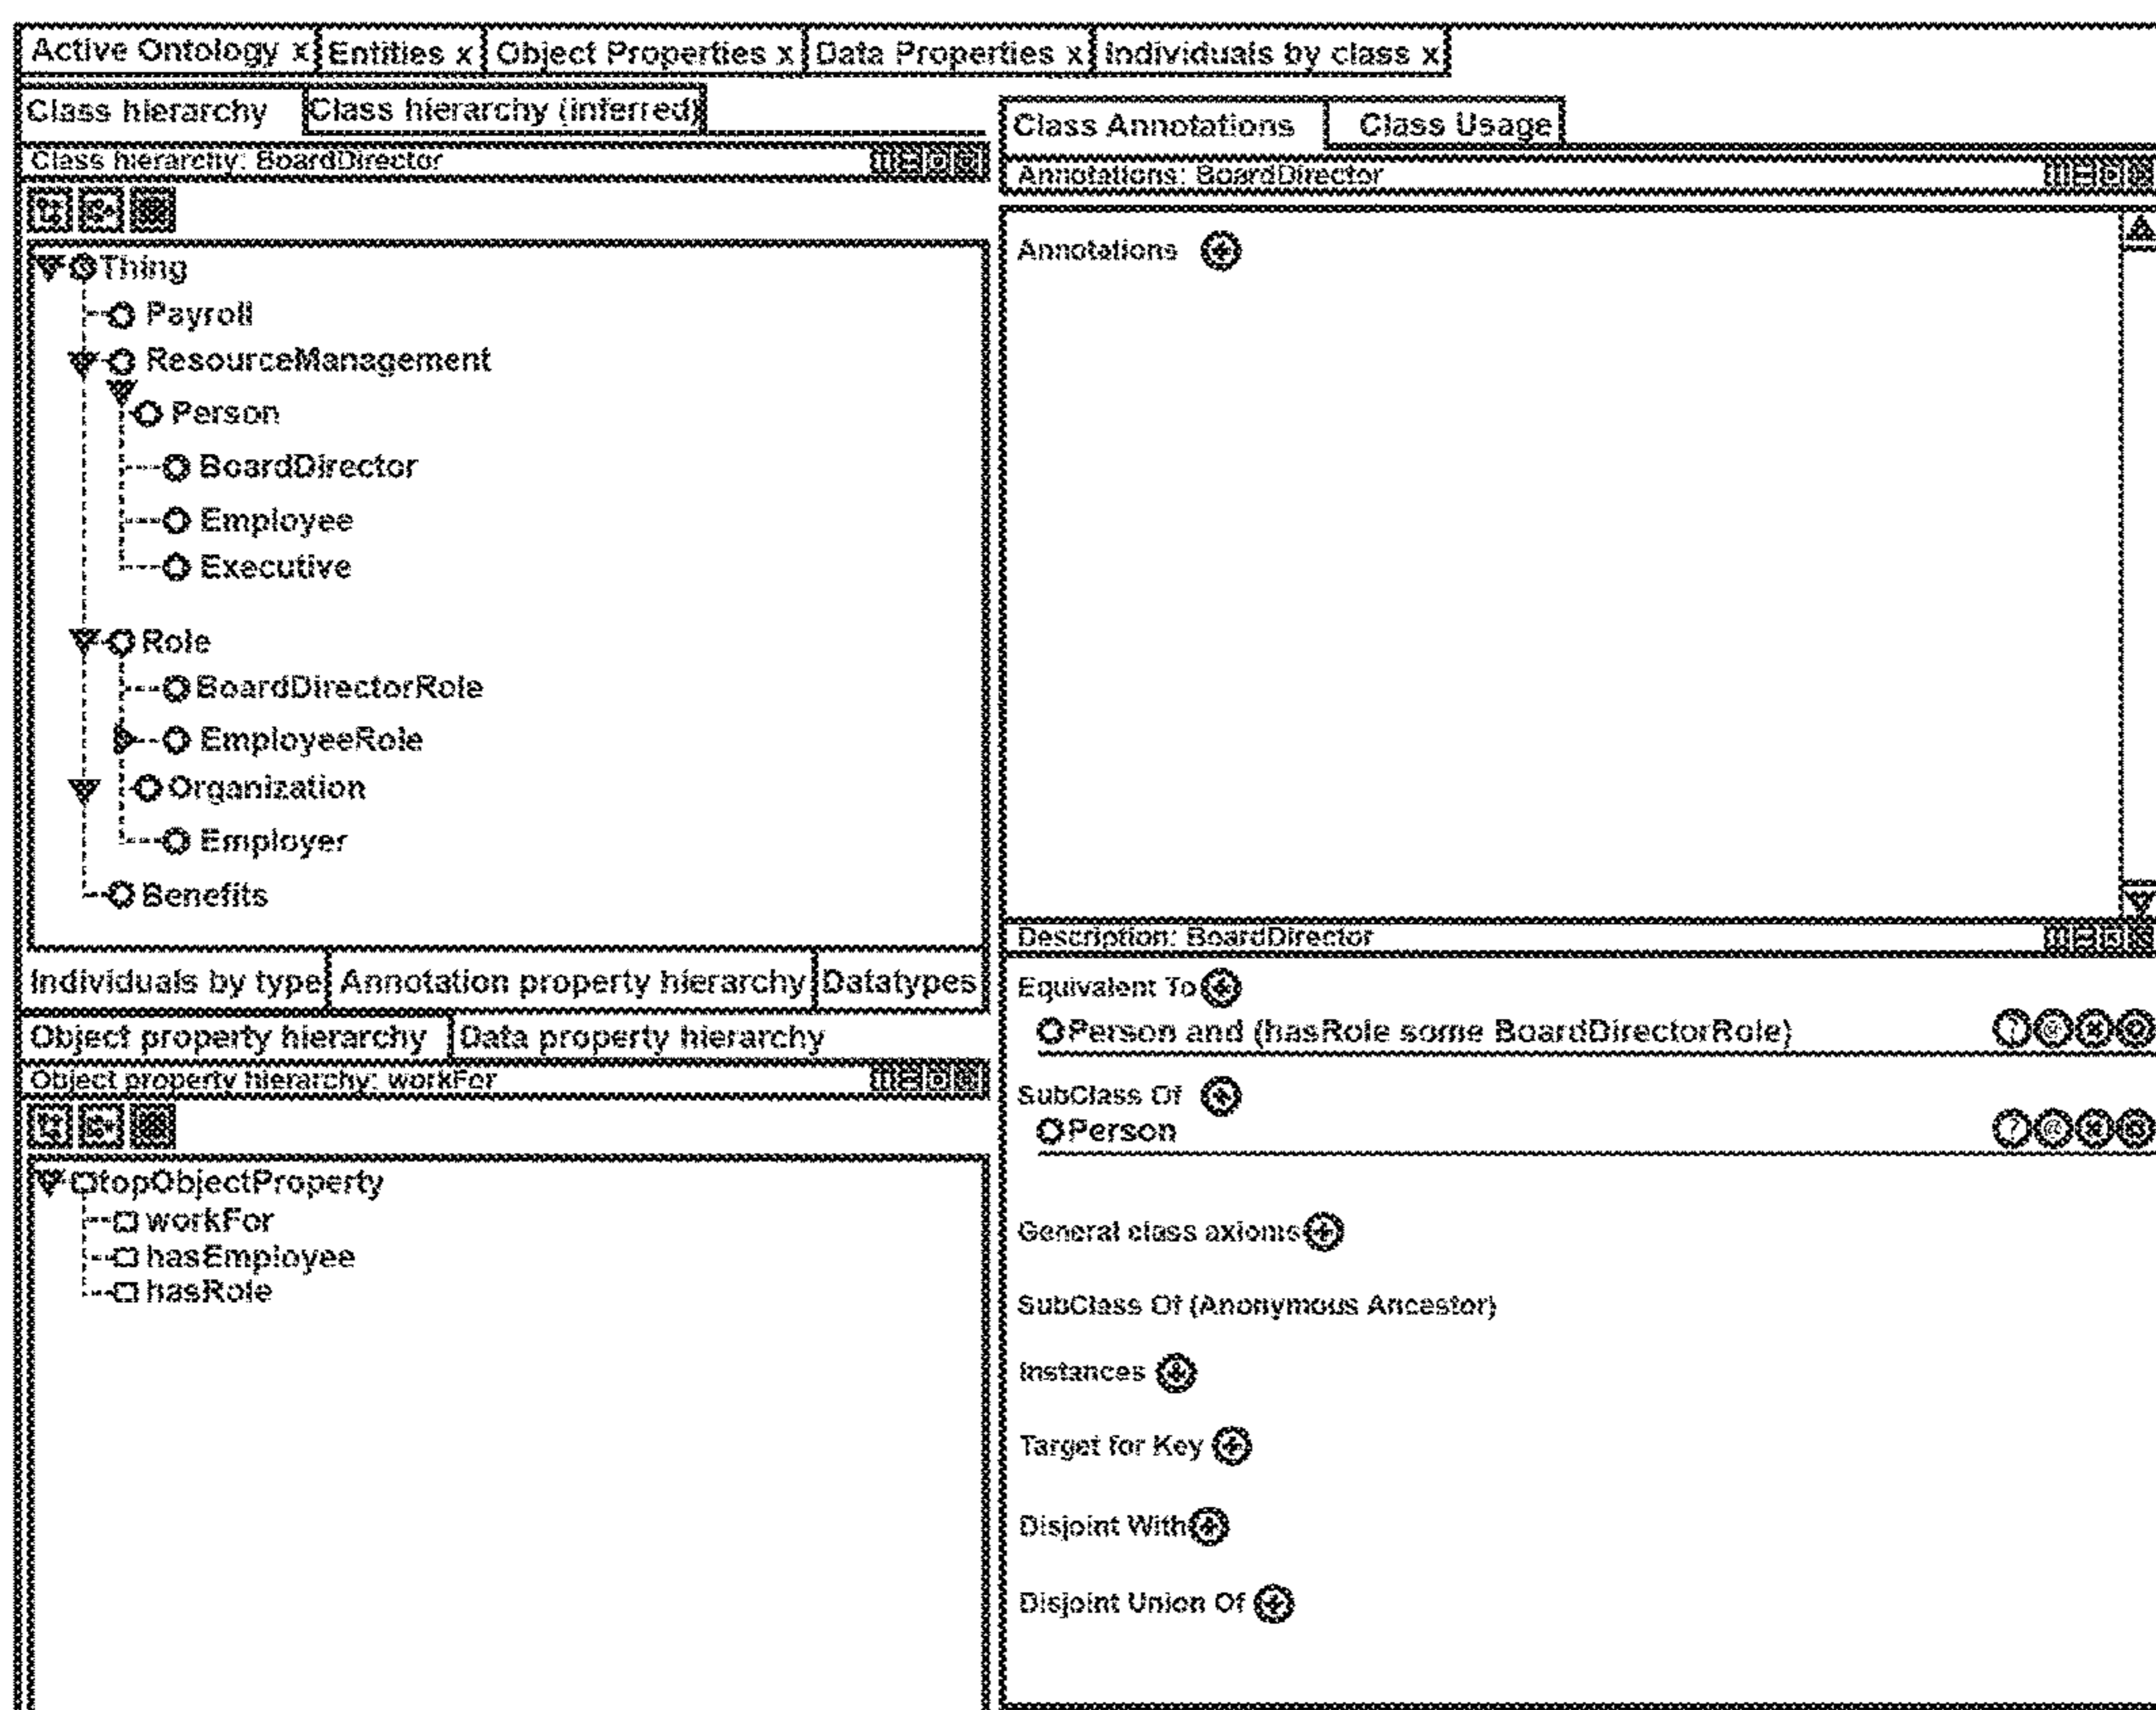 Active Ontology x Entities x Object Properties x Data Properties x Individuals by class x
Class hierarchy Class hierarchy (inferred)
Class hierarchy: BoardDirector
Thing
Payroll
ResourceManagement
Person
BoardDirector
Employee
Executive
Role
BoardDirectorRole
EmployeeRole
Organization
Employer
Benefits
Individuals by type Annotation property hierarchy Datatypes
Object property hierarchy Data property hierarchy
Object property hierarchy: workFor
topObjectProperty
workFor
hasEmployee
hasRole
Class Annotations Class Usage
Annotations: BoardDirector
Annotations
Description: BoardDirector
Equivalent To
Person and (hasRole some BoardDirectorRole)
? @
SubClass Of
Person
? @
General class axioms
SubClass Of (Anonymous Ancestor)
Instances
Target for Key
Disjoint With
Disjoint Union Of